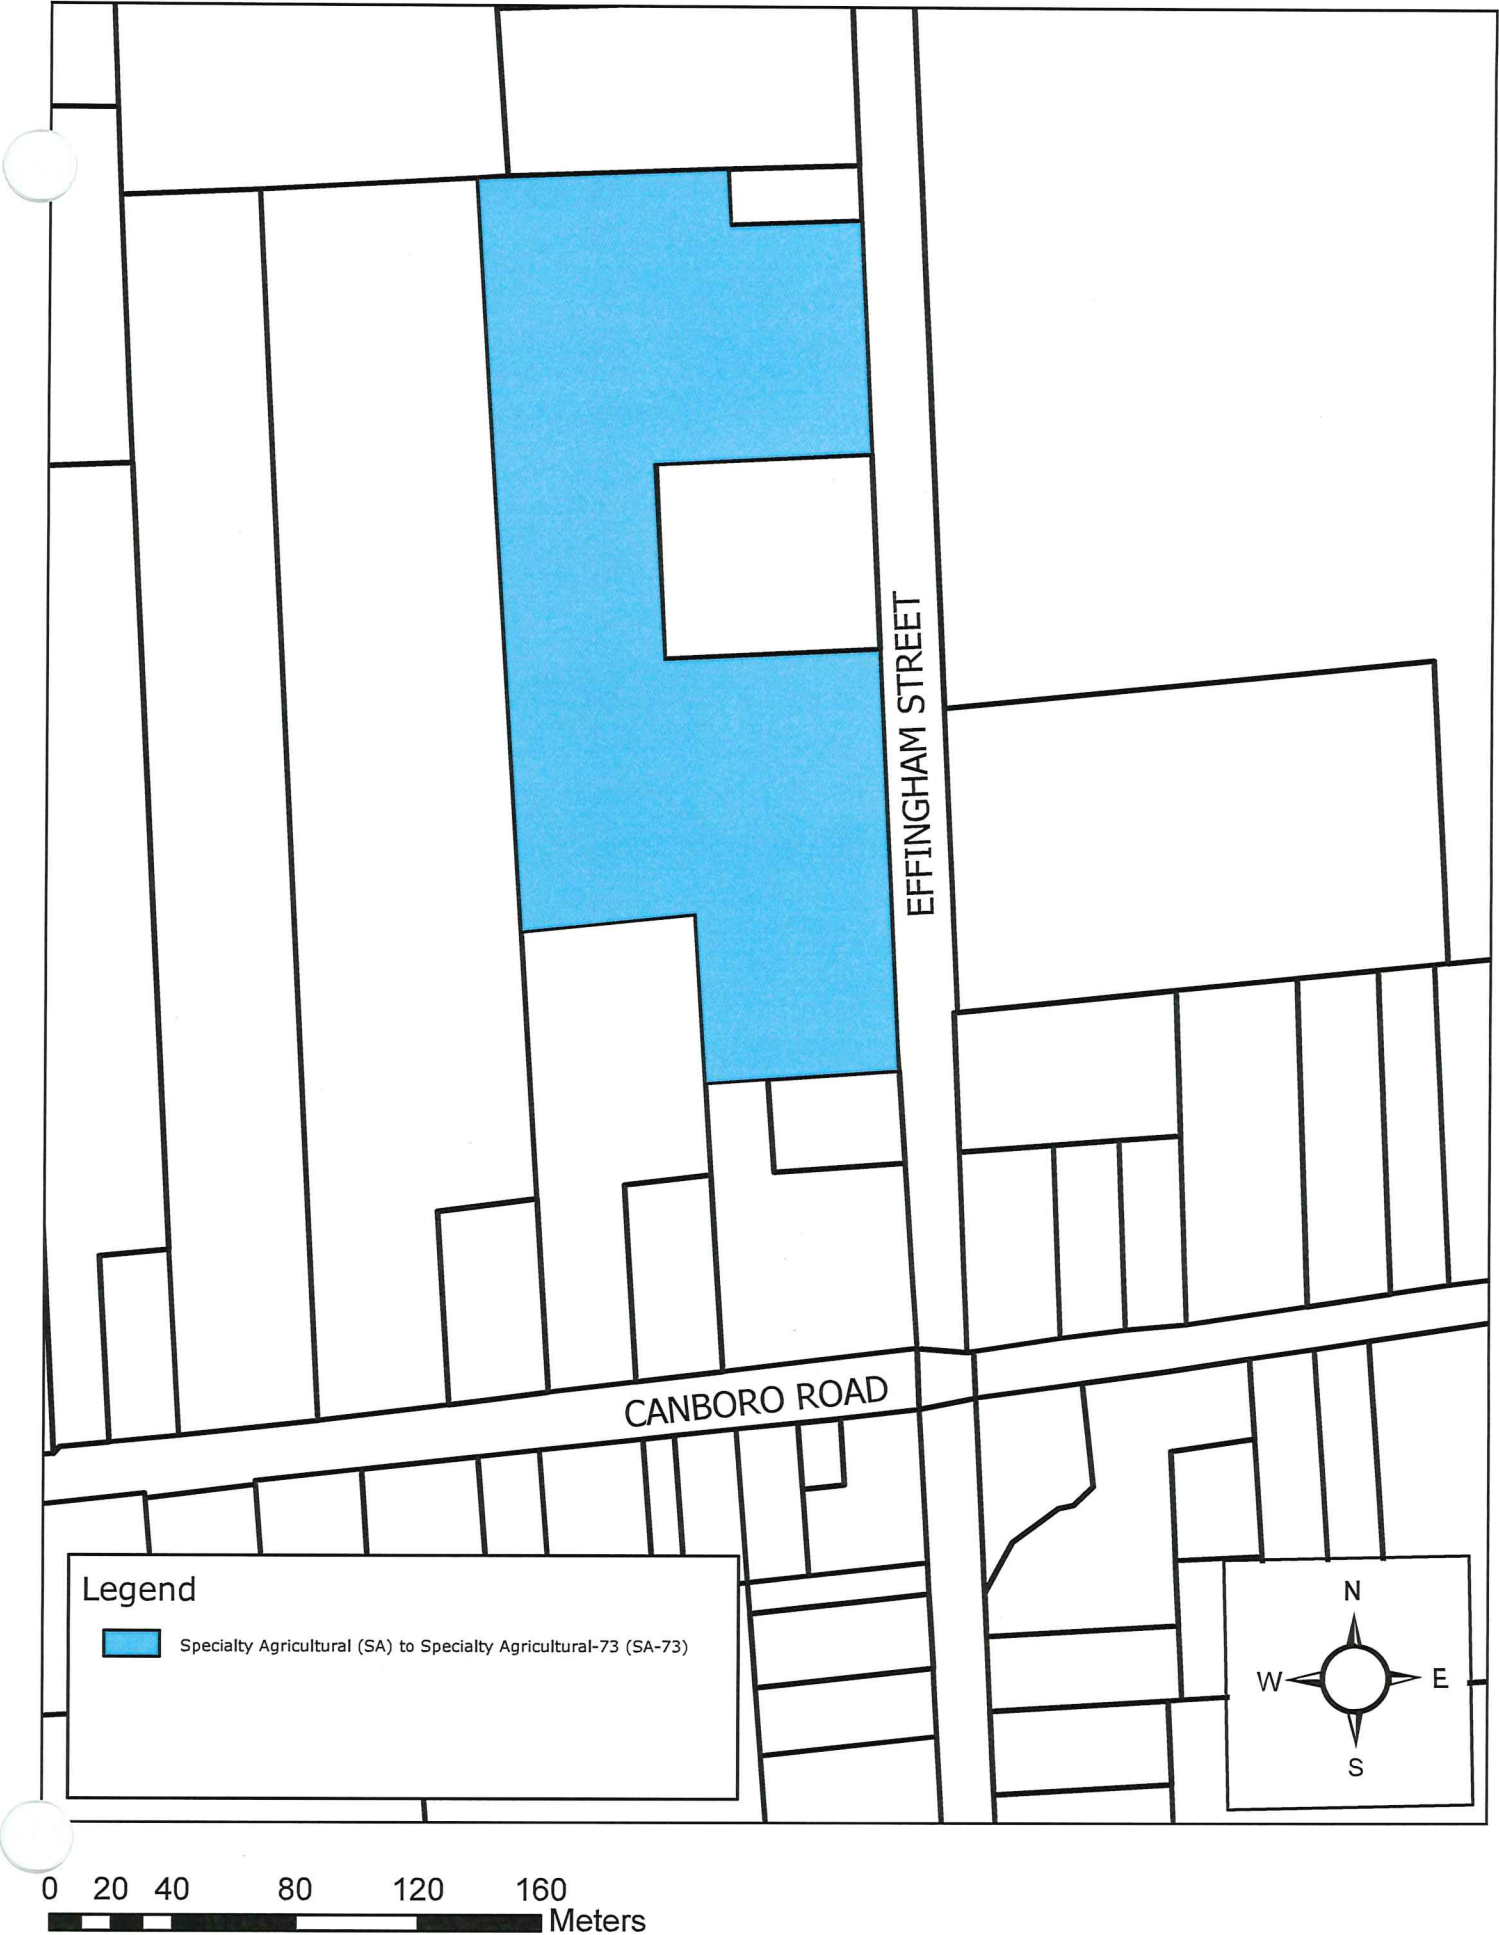 EFFINGHAM STREET
CANBORO ROAD
Legend
Specialty Agricultural (SA) to Specialty Agricultural-73 (SA-73)
N
W E
S
0 20 40 80 120 160
Meters